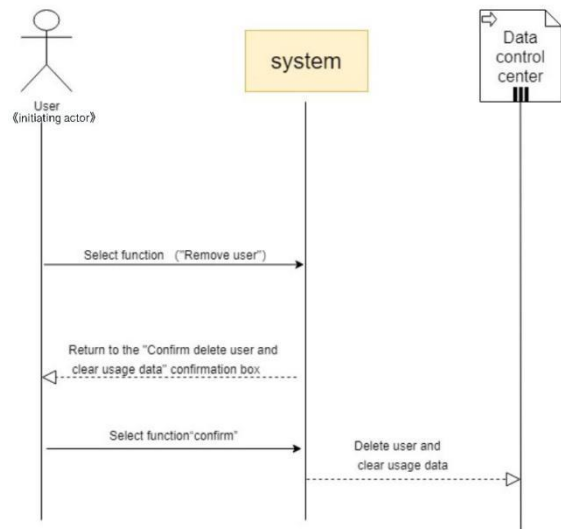 User
《initiating actor》
system
Data
control
center
Select function ("Remove user")
Return to the "Confirm delete user and
clear usage data" confirmation box
Select function“confirm”
Delete user and
clear usage data